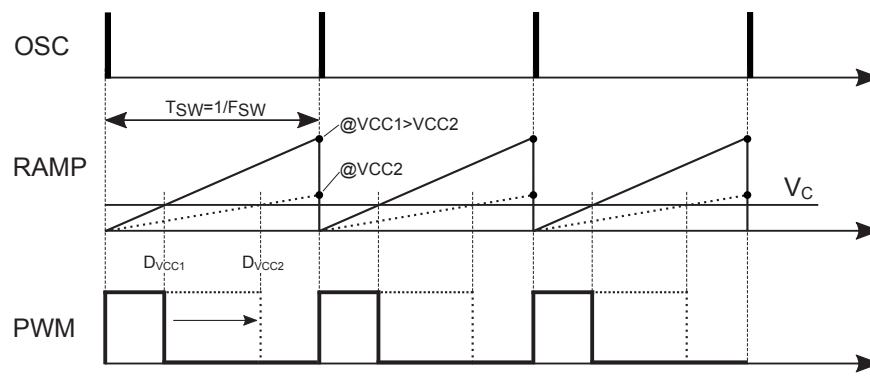 OSC
TSW=1/FSW
@VCC1>VCC2
RAMP
@VCC2
VC
DVCC1
DVCC2
PWM